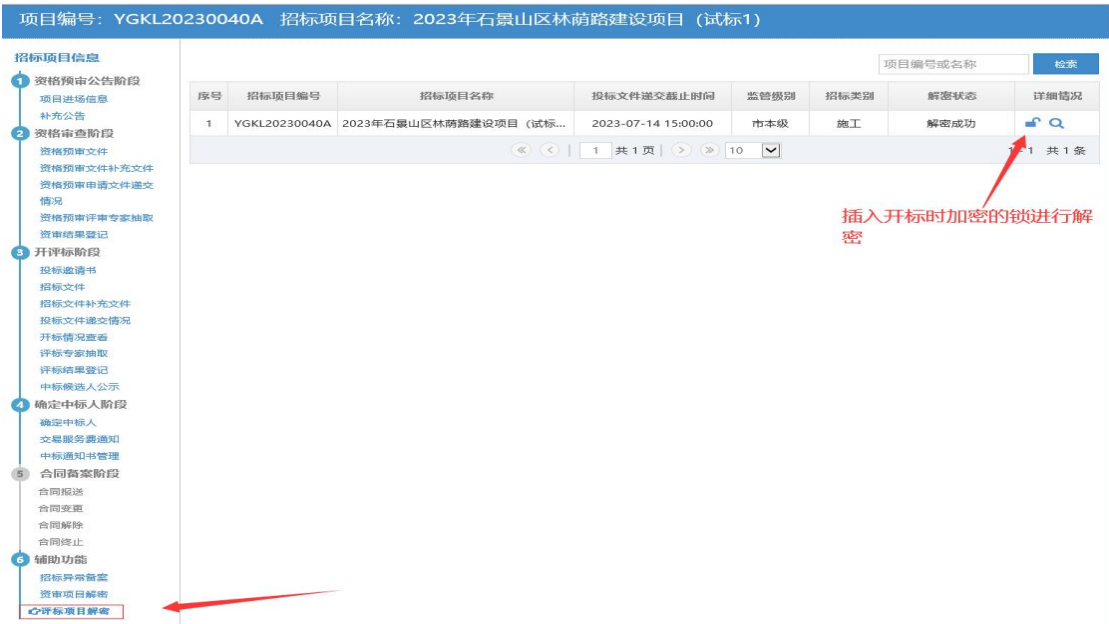 项目编号：YGKL20230040A 招标项目名称：2023年石景山区林荫路建设项目（试标1）
招标项目信息
1 资格预审公告阶段
项目进场信息
补充公告
2 资格审查阶段
资格预审文件
资格预审文件补充文件
资格预审申请文件递交
情况
资格预审评审专家抽取
资审结果登记
3 开评标阶段
投标邀请书
招标文件
招标文件补充文件
投标文件递交情况
开标情况查看
评标专家抽取
评标结果登记
中标候选人公示
4 确定中标人阶段
确定中标人
交易服务费通知
中标通知书管理
5 合同备案阶段
合同报送
合同变更
合同解除
合同终止
6 辅助功能
招标异常备案
资审项目解密
评标项目解密
项目编号或名称 检索
序号 招标项目编号 招标项目名称 投标文件递交截止时间 监管级别 招标类别 解密状态 详细情况
1 YGKL20230040A 2023年石景山区林荫路建设项目（试标... 2023-07-14 15:00:00 市本级 施工 解密成功
1 共 1 页 10 1 - 1 共 1 条
插入开标时加密的锁进行解
密